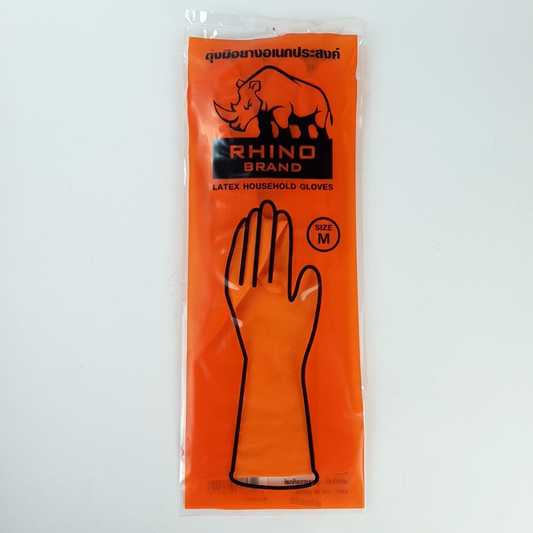 ถุงมือยางอเนกประสงค์
RHINO
BRAND
LATEX HOUSEHOLD GLOVES
SIZE
M